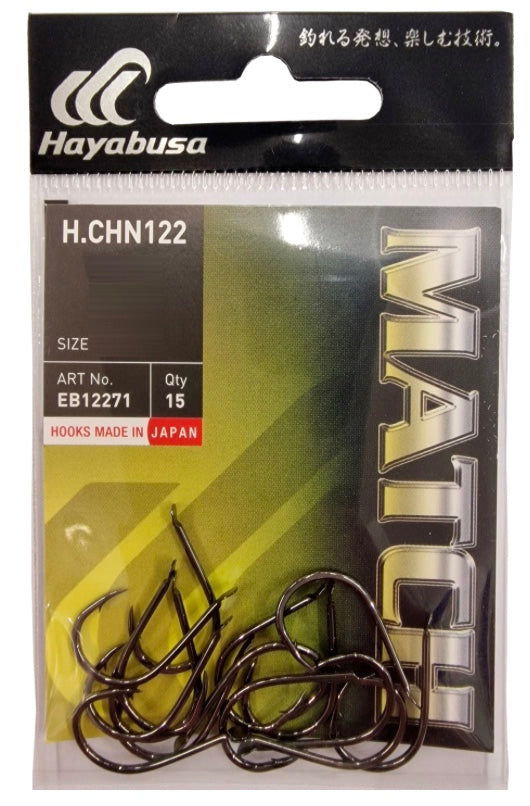 釣れる発想、楽しむ技術。
Hayabusa
H.CHN122
SIZE
ART No.
EB12271
Qty
15
HOOKS MADE IN JAPAN
MATCH